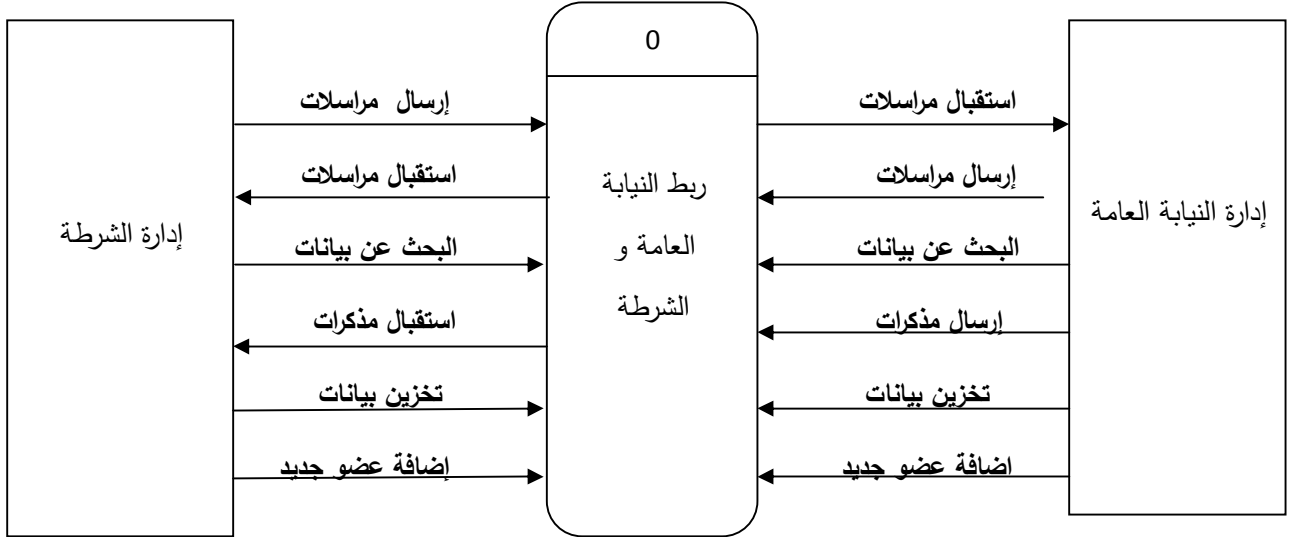 0
ربط النيابة
العامة و
الشرطة
إدارة النيابة العامة
استقبال مراسلات
إرسال مراسلات
البحث عن بيانات
إرسال مذكرات
تخزين بيانات
اضافة عضو جديد
إرسال مراسلات
استقبال مراسلات
البحث عن بيانات
استقبال مذكرات
تخزين بيانات
إضافة عضو جديد
إدارة الشرطة